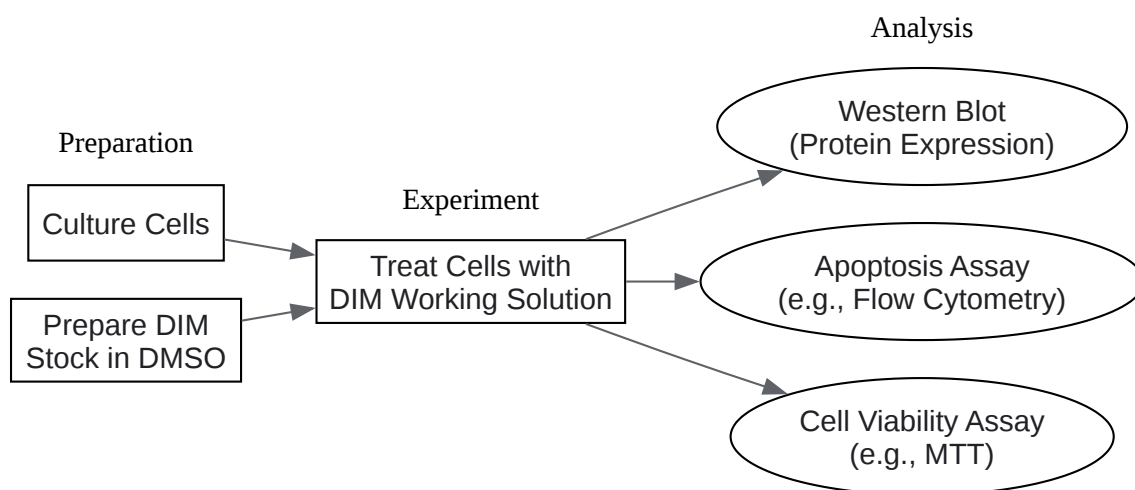 Preparation
Culture Cells
Prepare DIM
Stock in DMSO
Experiment
Treat Cells with
DIM Working Solution
Analysis
Western Blot
(Protein Expression)
Apoptosis Assay
(e.g., Flow Cytometry)
Cell Viability Assay
(e.g., MTT)